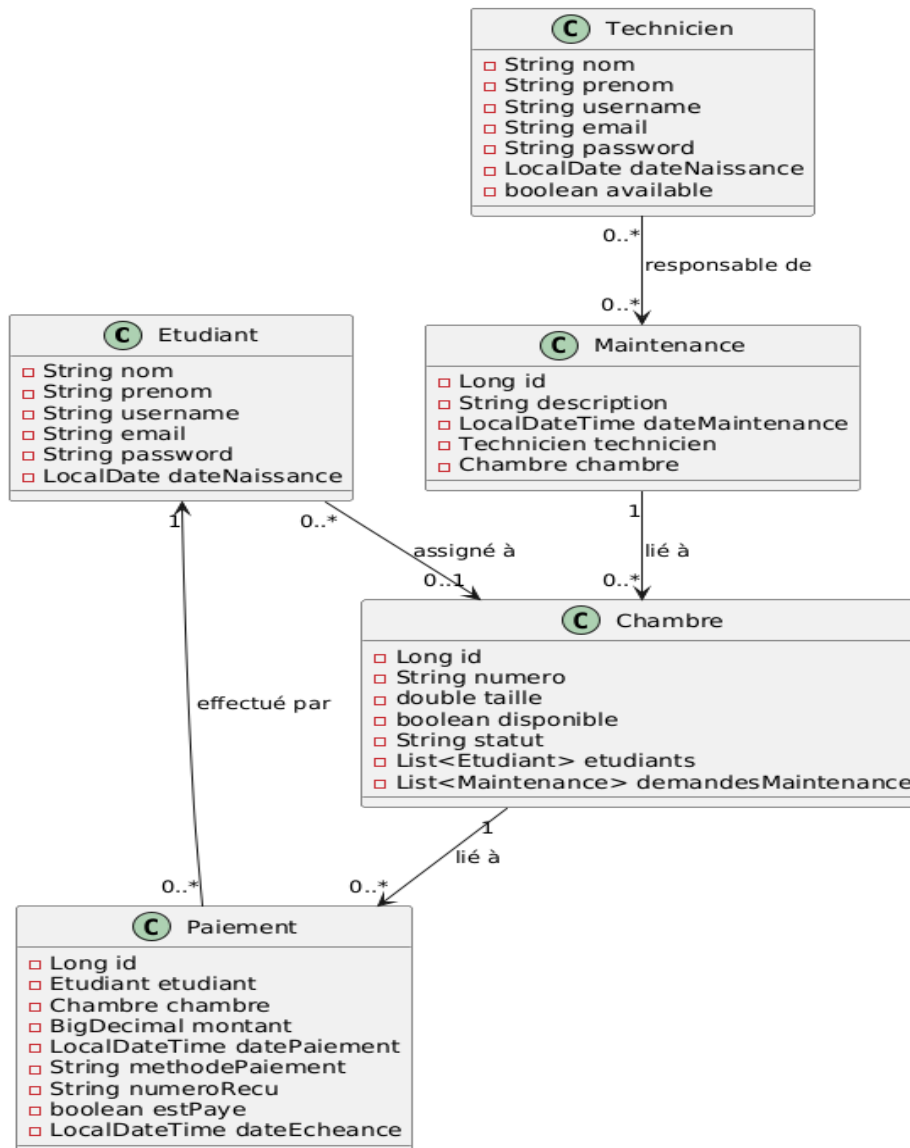 C Technicien
String nom
String prenom
String username
String email
String password
LocalDate dateNaissance
boolean available
0..*
responsable de
0..*
C Etudiant
String nom
String prenom
String username
String email
String password
LocalDate dateNaissance
C Maintenance
Long id
String description
LocalDateTime dateMaintenance
Technicien technicien
Chambre chambre
1
0..*
assigné à
0..1
1
lié à
0..*
C Chambre
Long id
String numero
double taille
boolean disponible
String statut
List<Etudiant> etudiants
List<Maintenance> demandesMaintenance
effectué par
1
lié à
0..*
0..*
C Paiement
Long id
Etudiant etudiant
Chambre chambre
BigDecimal montant
LocalDateTime datePaiement
String methodePaiement
String numeroRecu
boolean estPaye
LocalDateTime dateEcheance